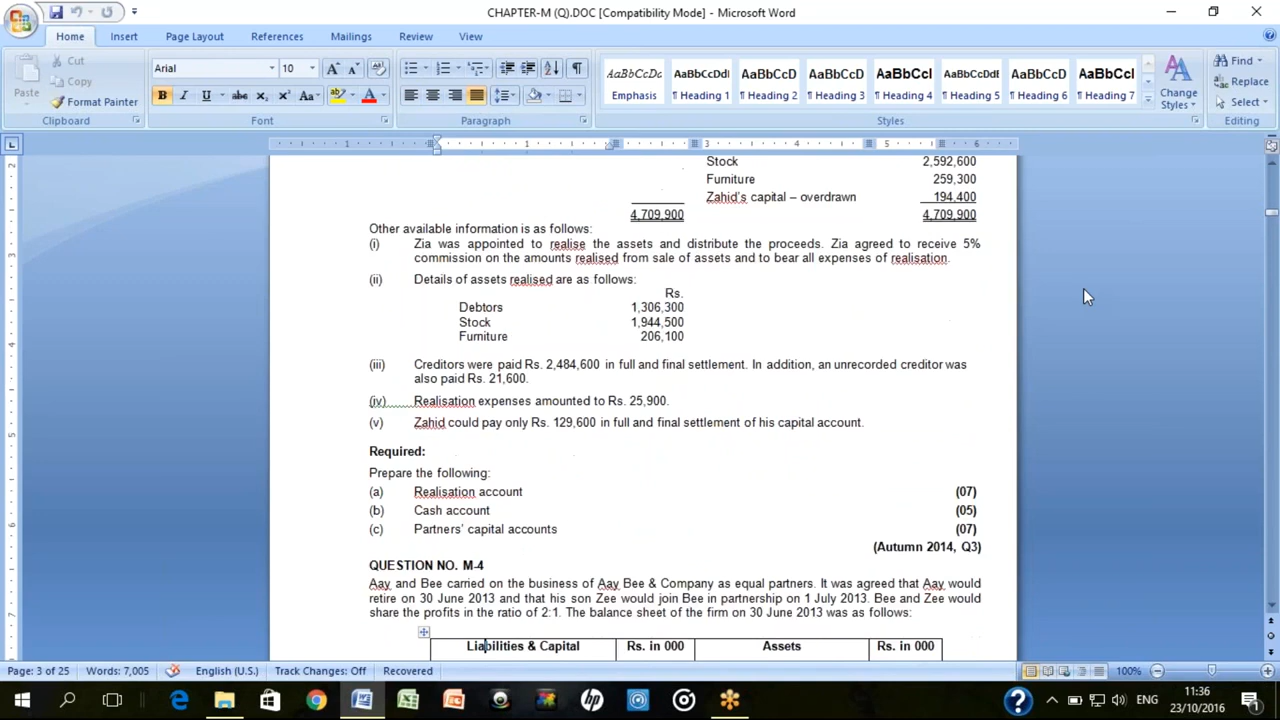 CHAPTER-M (Q).DOC [Compatibility Mode] - Microsoft Word
Home Insert Page Layout References Mailings Review View
Paste
Cut
Copy
Format Painter
Clipboard
Arial 10
B I U abc X₂ X² Aa
Font
Paragraph
AaBbCcDc AaBbCcDdI AaBbCcD AaBbCcD AaBbCcI AaBbCcDdE AaBbCcD AaBbCcI
Emphasis ¶ Heading 1 ¶ Heading 2 ¶ Heading 3 ¶ Heading 4 ¶ Heading 5 ¶ Heading 6 ¶ Heading 7
Styles
Change Styles
Find
Replace
Select
Editing
Stock 2,592,600
Furniture 259,300
Zahid's capital – overdrawn 194,400
4,709,900 4,709,900
Other available information is as follows:
(i) Zia was appointed to realise the assets and distribute the proceeds. Zia agreed to receive 5%
commission on the amounts realised from sale of assets and to bear all expenses of realisation.
(ii) Details of assets realised are as follows:
Rs.
Debtors 1,306,300
Stock 1,944,500
Furniture 206,100
(iii) Creditors were paid Rs. 2,484,600 in full and final settlement. In addition, an unrecorded creditor was
also paid Rs. 21,600.
(iv) Realisation expenses amounted to Rs. 25,900.
(v) Zahid could pay only Rs. 129,600 in full and final settlement of his capital account.
Required:
Prepare the following:
(a) Realisation account (07)
(b) Cash account (05)
(c) Partners' capital accounts (07)
(Autumn 2014, Q3)
QUESTION NO. M-4
Aay and Bee carried on the business of Aay Bee & Company as equal partners. It was agreed that Aay would
retire on 30 June 2013 and that his son Zee would join Bee in partnership on 1 July 2013. Bee and Zee would
share the profits in the ratio of 2:1. The balance sheet of the firm on 30 June 2013 was as follows:
Liabilities & Capital Rs. in 000 Assets Rs. in 000
Page: 3 of 25 Words: 7,005 English (U.S.) Track Changes: Off Recovered 100%
hp ENG 11:36
23/10/2016